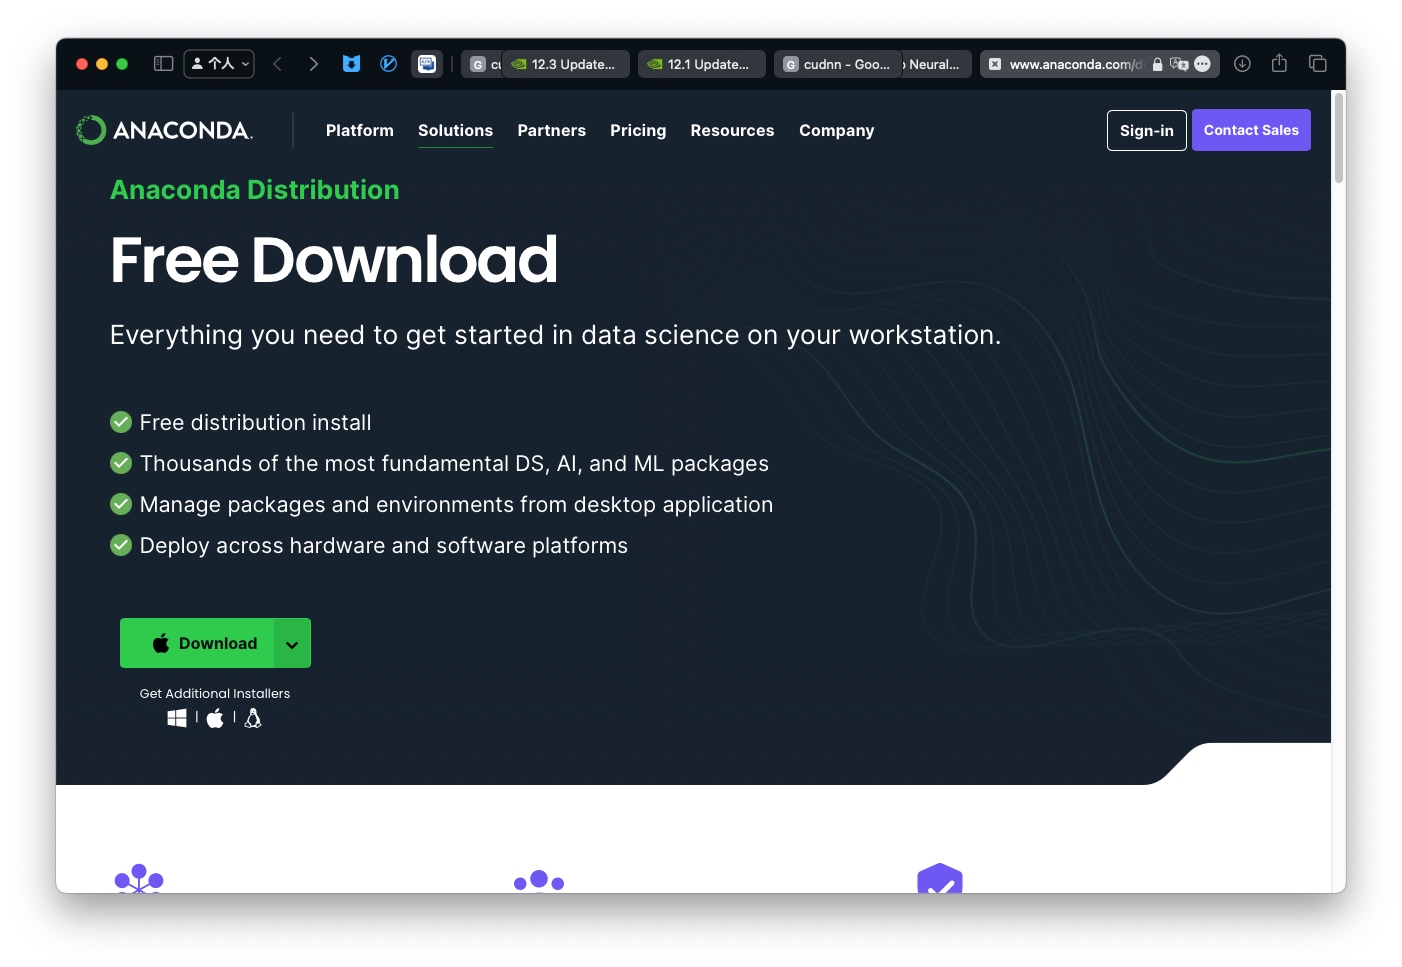 个人
G cu
12.3 Update...
12.1 Update...
G cudnn - Goo...
Neural...
www.anaconda.com/d
ANACONDA.
Platform
Solutions
Partners
Pricing
Resources
Company
Sign-in
Contact Sales
Anaconda Distribution
Free Download
Everything you need to get started in data science on your workstation.
Free distribution install
Thousands of the most fundamental DS, AI, and ML packages
Manage packages and environments from desktop application
Deploy across hardware and software platforms
Download
Get Additional Installers